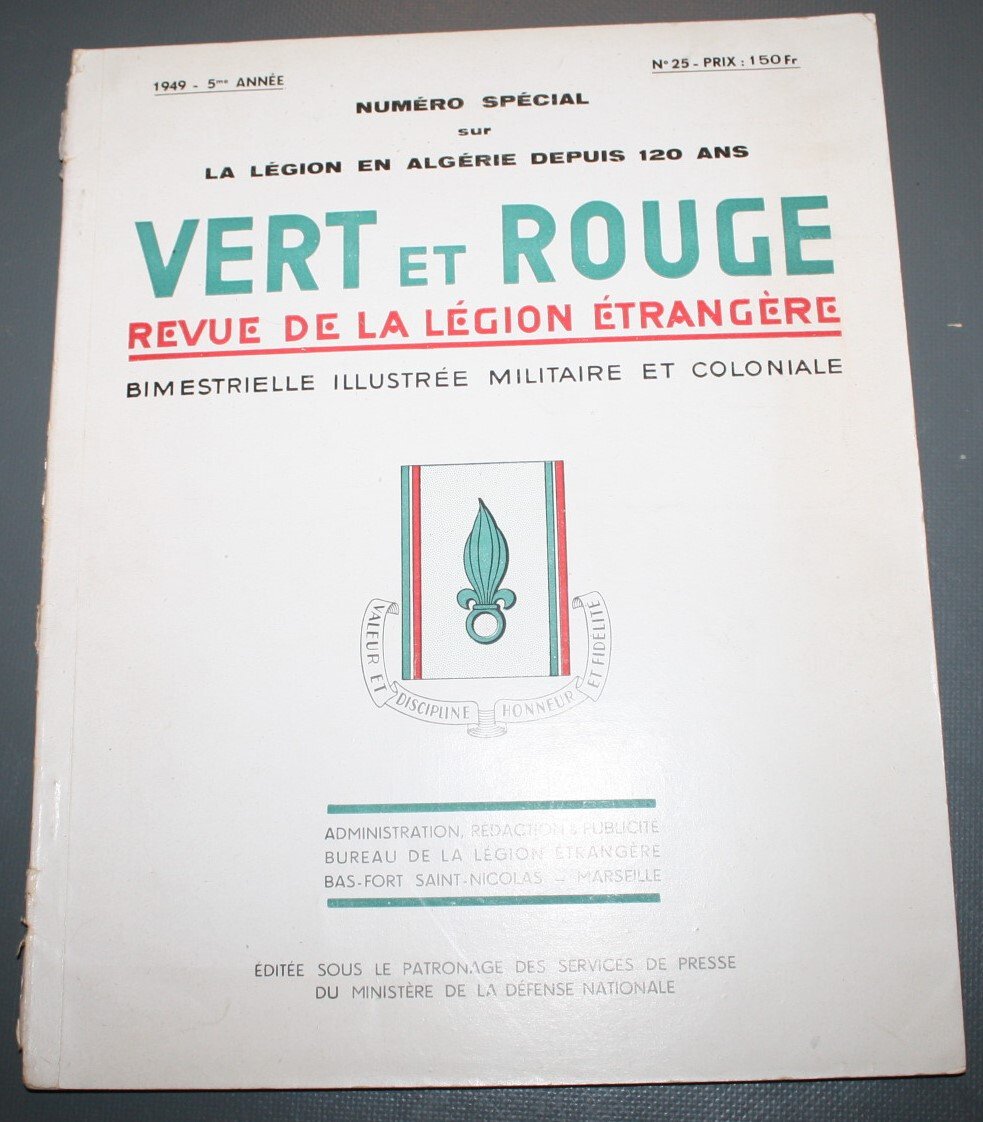 1949 - 5me ANNÉE
N° 25 - PRIX : 150 Fr
NUMÉRO SPÉCIAL
sur
LA LÉGION EN ALGÉRIE DEPUIS 120 ANS
VERT ET ROUGE
REVUE DE LA LÉGION ÉTRANGÈRE
BIMESTRIELLE ILLUSTRÉE MILITAIRE ET COLONIALE
VALEUR ET DISCIPLINE HONNEUR ET FIDÉLITÉ
ADMINISTRATION, RÉDACTION & PUBLICITÉ
BUREAU DE LA LÉGION ÉTRANGÈRE
BAS-FORT SAINT-NICOLAS – MARSEILLE
ÉDITÉE SOUS LE PATRONAGE DES SERVICES DE PRESSE
DU MINISTÈRE DE LA DÉFENSE NATIONALE